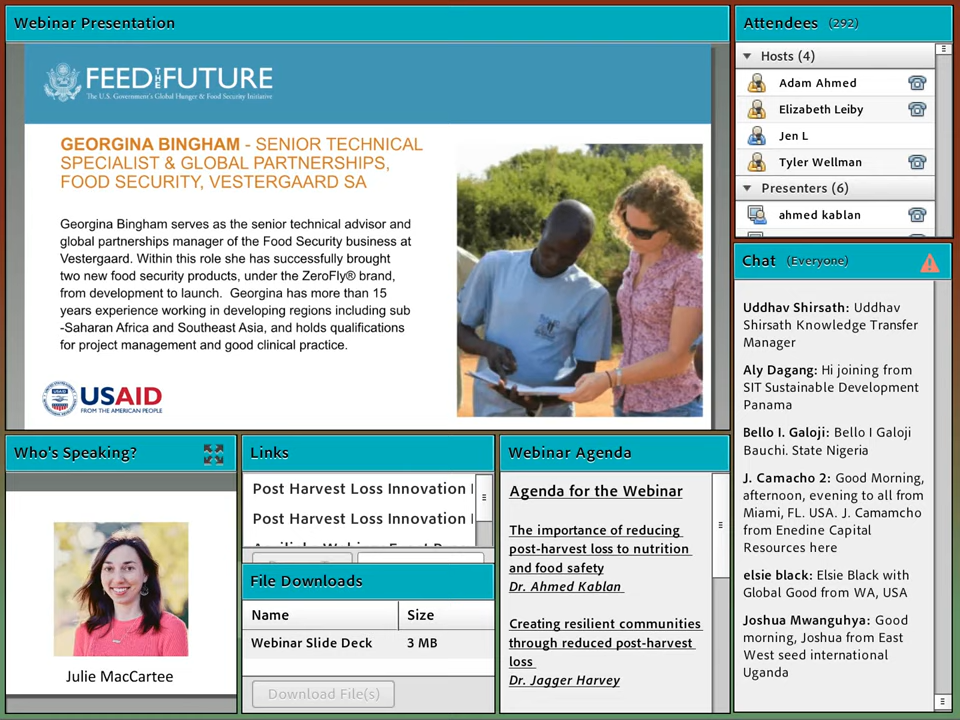 Webinar Presentation
FEED THE FUTURE
The U.S. Government's Global Hunger & Food Security Initiative
GEORGINA BINGHAM - SENIOR TECHNICAL
SPECIALIST & GLOBAL PARTNERSHIPS,
FOOD SECURITY, VESTERGAARD SA
Georgina Bingham serves as the senior technical advisor and
global partnerships manager of the Food Security business at
Vestergaard. Within this role she has successfully brought
two new food security products, under the ZeroFly® brand,
from development to launch.  Georgina has more than 15
years experience working in developing regions including sub
-Saharan Africa and Southeast Asia, and holds qualifications
for project management and good clinical practice.
USAID
FROM THE AMERICAN PEOPLE
Attendees (292)
Hosts (4)
Adam Ahmed
Elizabeth Leiby
Jen L
Tyler Wellman
Presenters (6)
ahmed kablan
Chat (Everyone)
Uddhav Shirsath: Uddhav
Shirsath Knowledge Transfer
Manager
Aly Dagang: Hi joining from
SIT Sustainable Development
Panama
Bello I. Galoji: Bello I Galoji
Bauchi. State Nigeria
J. Camacho 2: Good Morning,
afternoon, evening to all from
Miami, FL. USA. J. Camamcho
from Enedine Capital
Resources here
elsie black: Elsie Black with
Global Good from WA, USA
Joshua Mwanguhya: Good
morning, Joshua from East
West seed international
Uganda
Who's Speaking?
Julie MacCartee
Links
Post Harvest Loss Innovation
Post Harvest Loss Innovation
File Downloads
Name Size
Webinar Slide Deck 3 MB
Download File(s)
Webinar Agenda
Agenda for the Webinar
The importance of reducing
post-harvest loss to nutrition
and food safety
Dr. Ahmed Kablan
Creating resilient communities
through reduced post-harvest
loss
Dr. Jagger Harvey